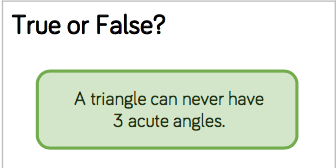 True or False?
A triangle can never have
3 acute angles.